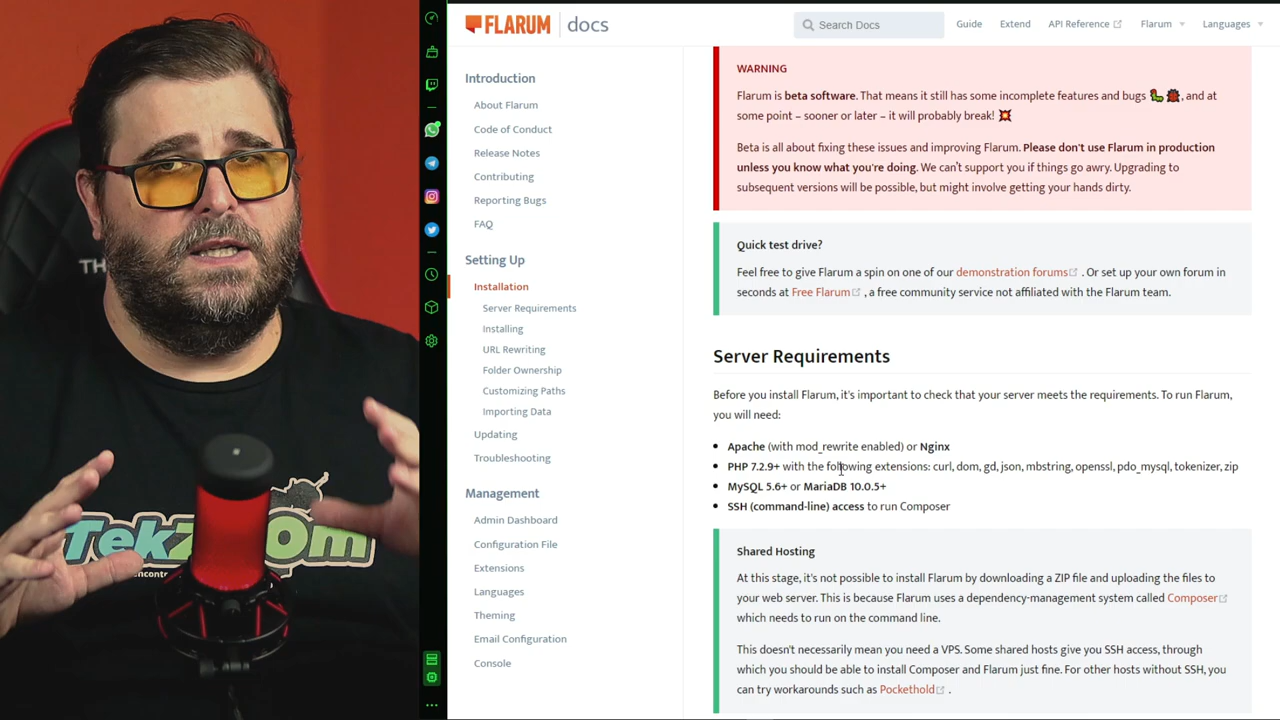 FLARUM docs
Search Docs
Guide
Extend
API Reference
Flarum
Languages
Introduction
About Flarum
Code of Conduct
Release Notes
Contributing
Reporting Bugs
FAQ
Setting Up
Installation
Server Requirements
Installing
URL Rewriting
Folder Ownership
Customizing Paths
Importing Data
Updating
Troubleshooting
Management
Admin Dashboard
Configuration File
Extensions
Languages
Theming
Email Configuration
Console
WARNING
Flarum is beta software. That means it still has some incomplete features and bugs 🐛🐞, and at
some point – sooner or later – it will probably break! 💥
Beta is all about fixing these issues and improving Flarum. Please don't use Flarum in production
unless you know what you're doing. We can't support you if things go awry. Upgrading to
subsequent versions will be possible, but might involve getting your hands dirty.
Quick test drive?
Feel free to give Flarum a spin on one of our demonstration forums. Or set up your own forum in
seconds at Free Flarum, a free community service not affiliated with the Flarum team.
Server Requirements
Before you install Flarum, it's important to check that your server meets the requirements. To run Flarum,
you will need:
• Apache (with mod_rewrite enabled) or Nginx
• PHP 7.2.9+ with the following extensions: curl, dom, gd, json, mbstring, openssl, pdo_mysql, tokenizer, zip
• MySQL 5.6+ or MariaDB 10.0.5+
• SSH (command-line) access to run Composer
Shared Hosting
At this stage, it's not possible to install Flarum by downloading a ZIP file and uploading the files to
your web server. This is because Flarum uses a dependency-management system called Composer
which needs to run on the command line.
This doesn't necessarily mean you need a VPS. Some shared hosts give you SSH access, through
which you should be able to install Composer and Flarum just fine. For other hosts without SSH, you
can try workarounds such as Pockethold.
TH